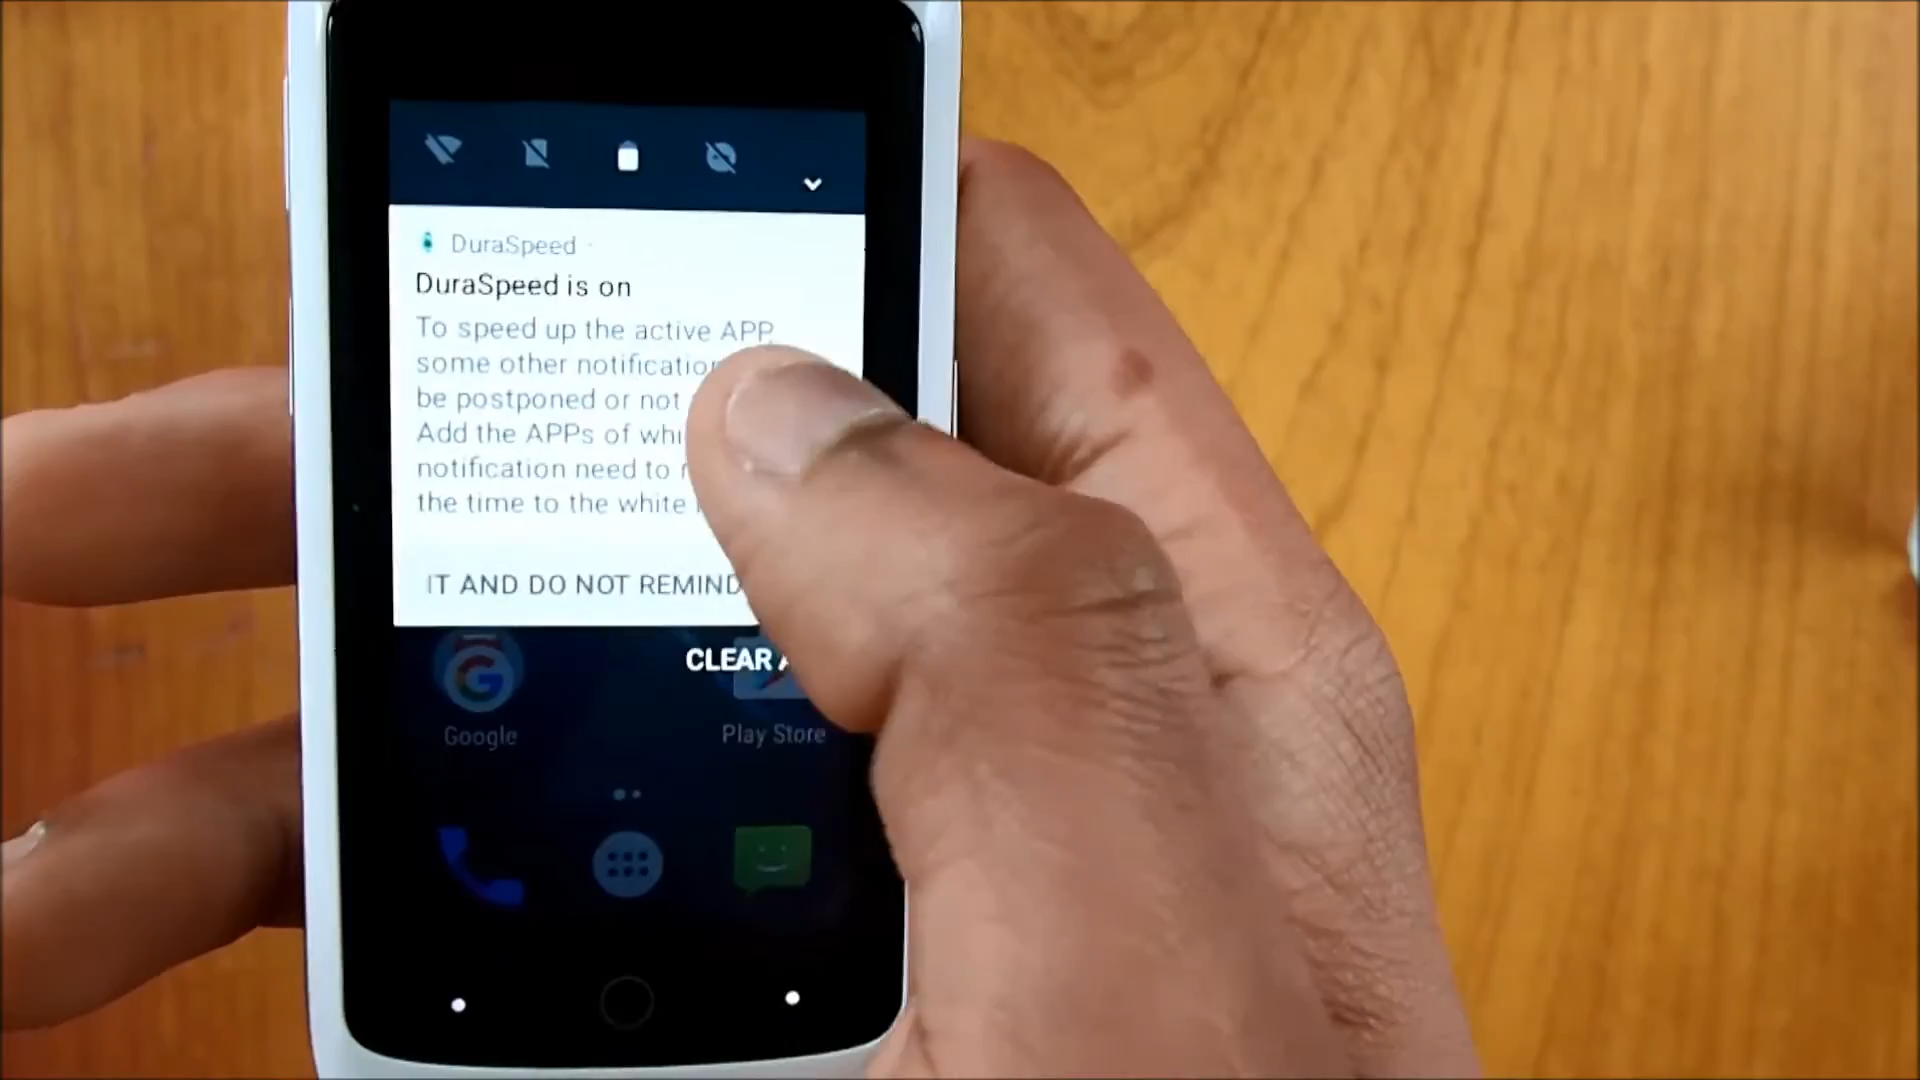 DuraSpeed
DuraSpeed is on
To speed up the active APP,
some other notification
be postponed or not
Add the APPs of whi
notification need to
the time to the white
IT AND DO NOT REMIND
CLEAR A
Google
Play Store